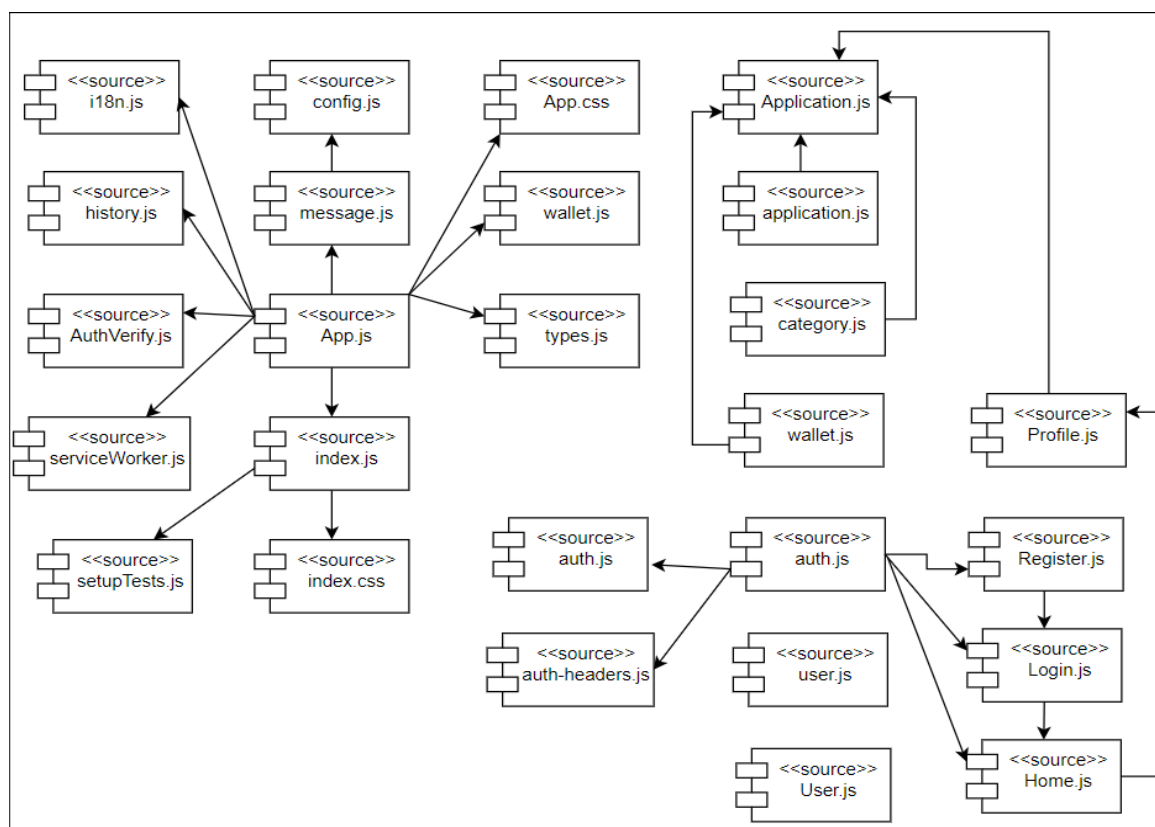 <<source>>
i18n.js
<<source>>
config.js
<<source>>
App.css
<<source>>
Application.js
<<source>>
history.js
<<source>>
message.js
<<source>>
wallet.js
<<source>>
application.js
<<source>>
AuthVerify.js
<<source>>
App.js
<<source>>
types.js
<<source>>
category.js
<<source>>
serviceWorker.js
<<source>>
index.js
<<source>>
wallet.js
<<source>>
Profile.js
<<source>>
setupTests.js
<<source>>
index.css
<<source>>
auth.js
<<source>>
auth.js
<<source>>
Register.js
<<source>>
auth-headers.js
<<source>>
user.js
<<source>>
Login.js
<<source>>
User.js
<<source>>
Home.js